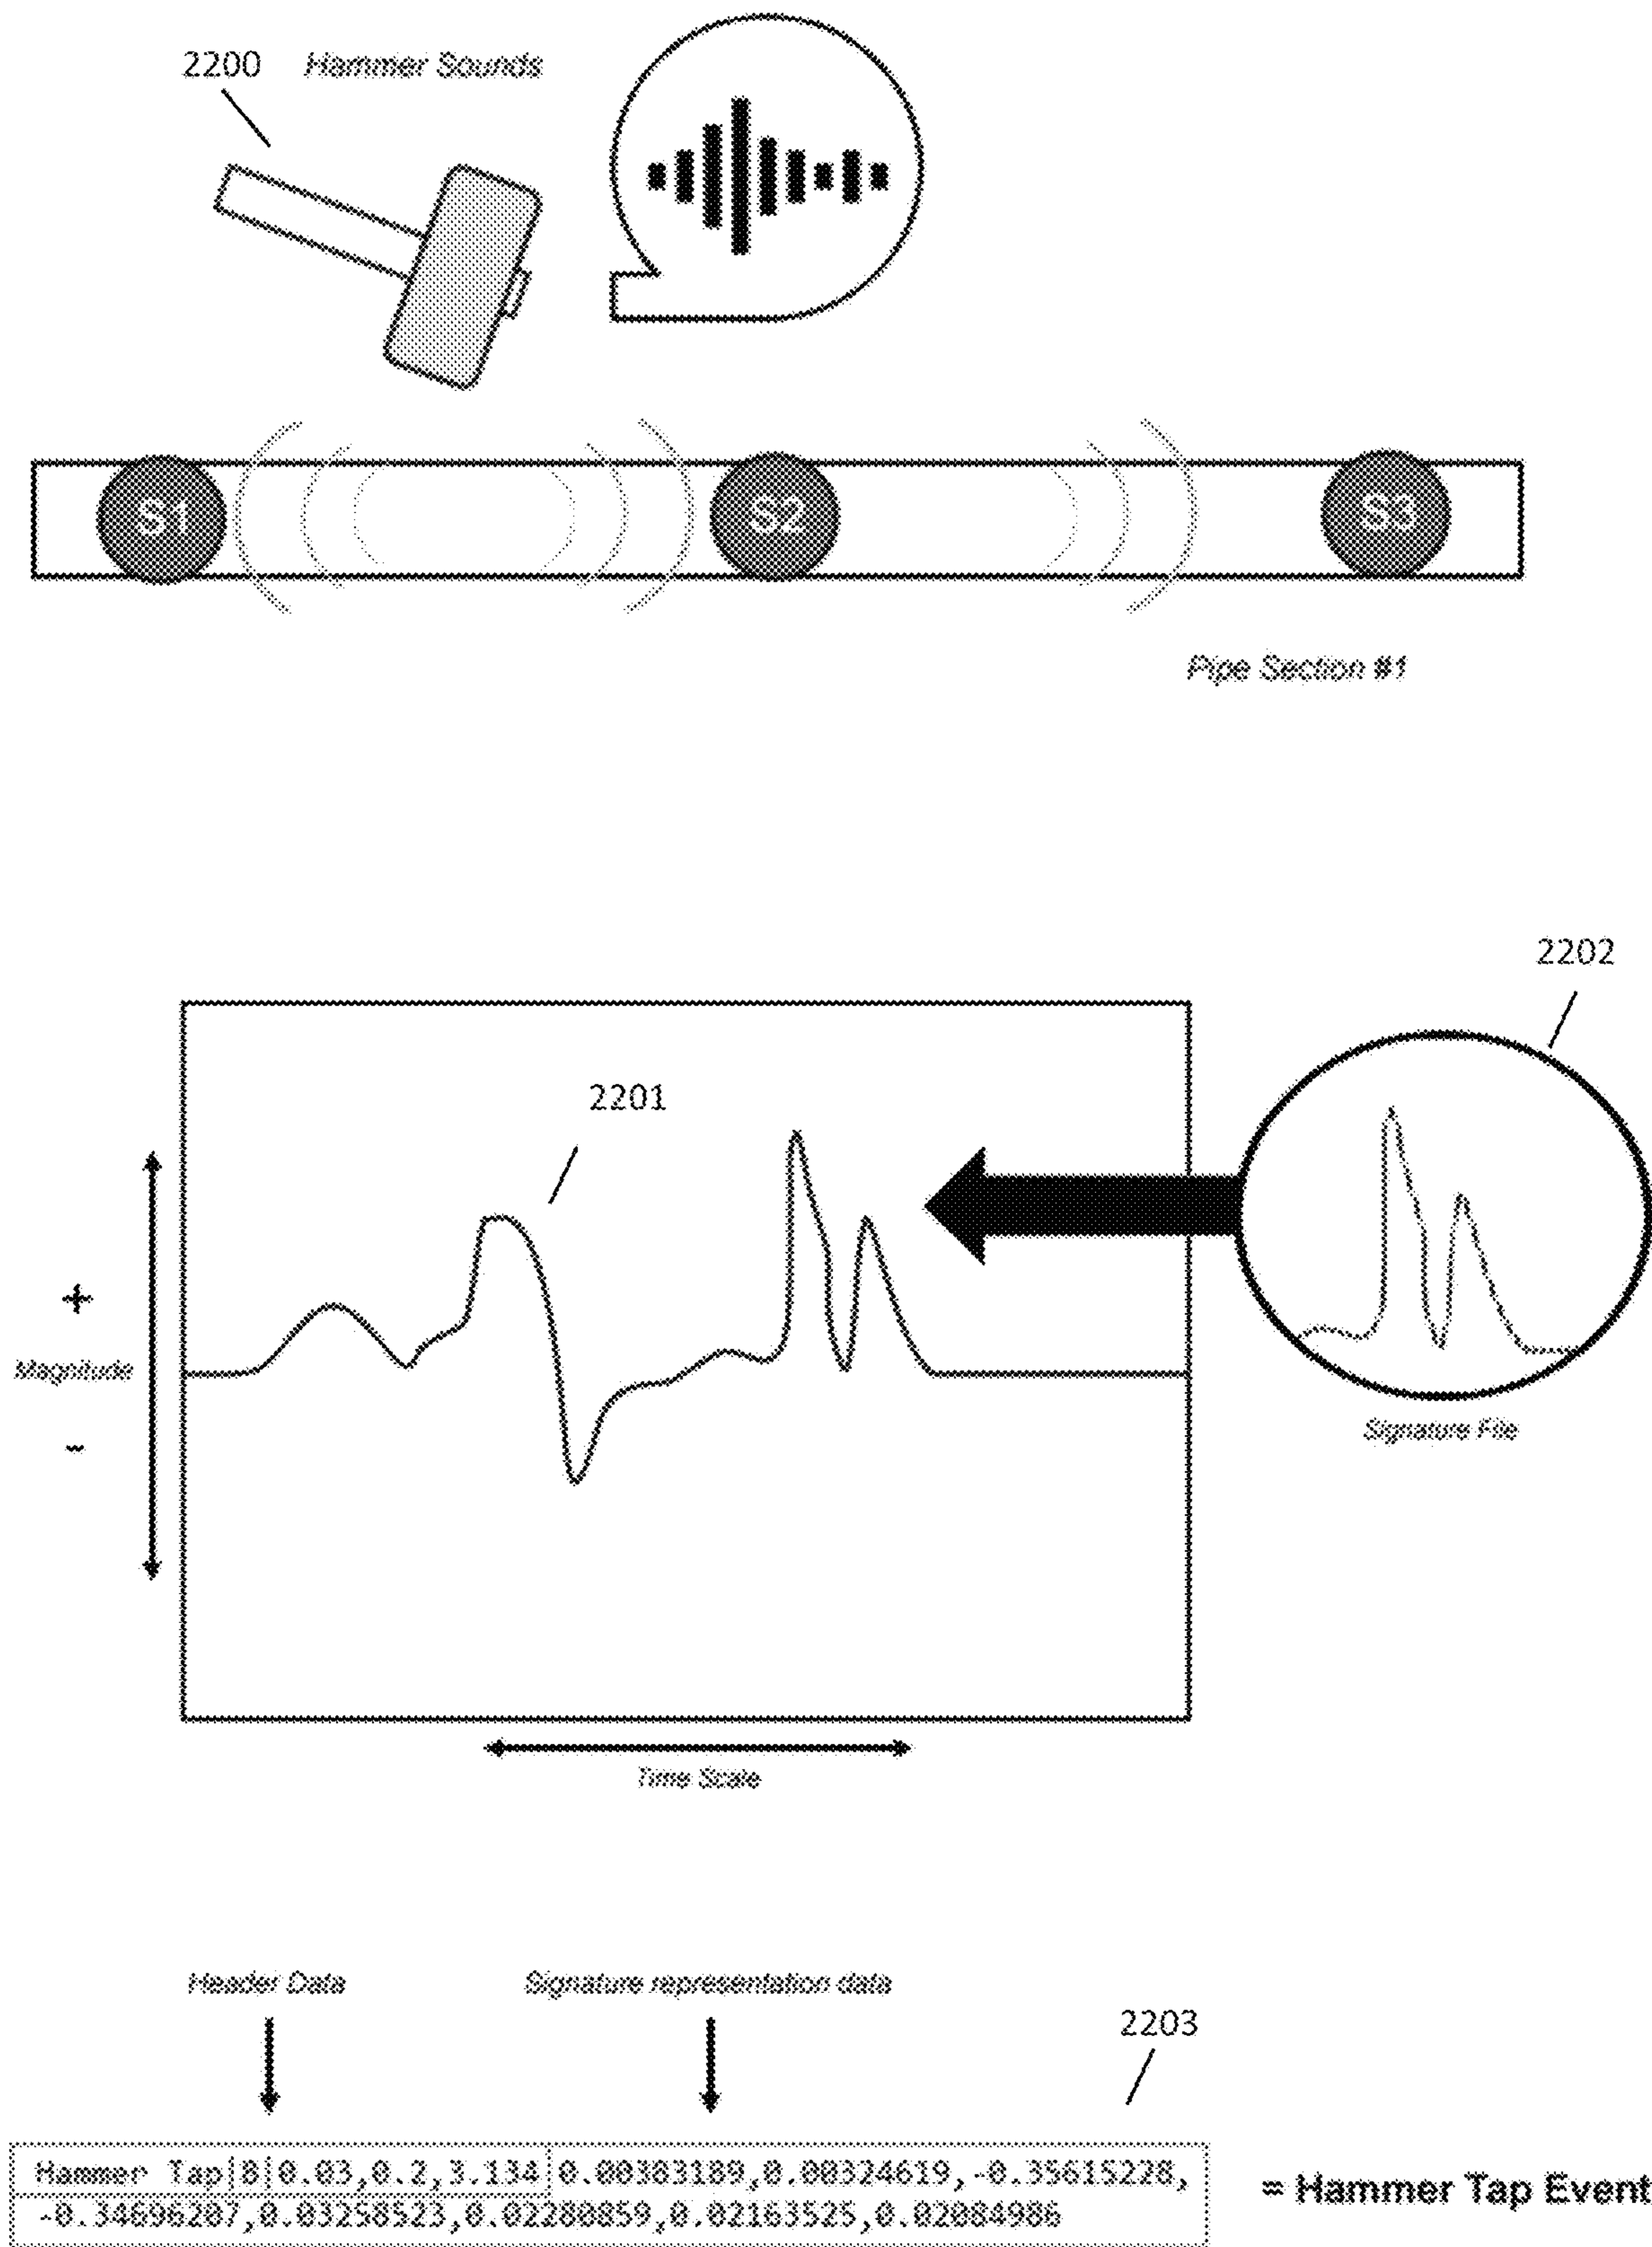 2200 Hammer Sounds
S1 S2 S3
Pipe Section #1
2202
2201
+
Magnitude
-
Signature File
Time Scale
Header Data Signature representation data
2203
Hammer Tap|8|0.03,0.2,3.134|0.00383189,0.00324619,-0.35615228,
-0.34696207,0.03258523,0.02280859,0.02163525,0.02084986
= Hammer Tap Event